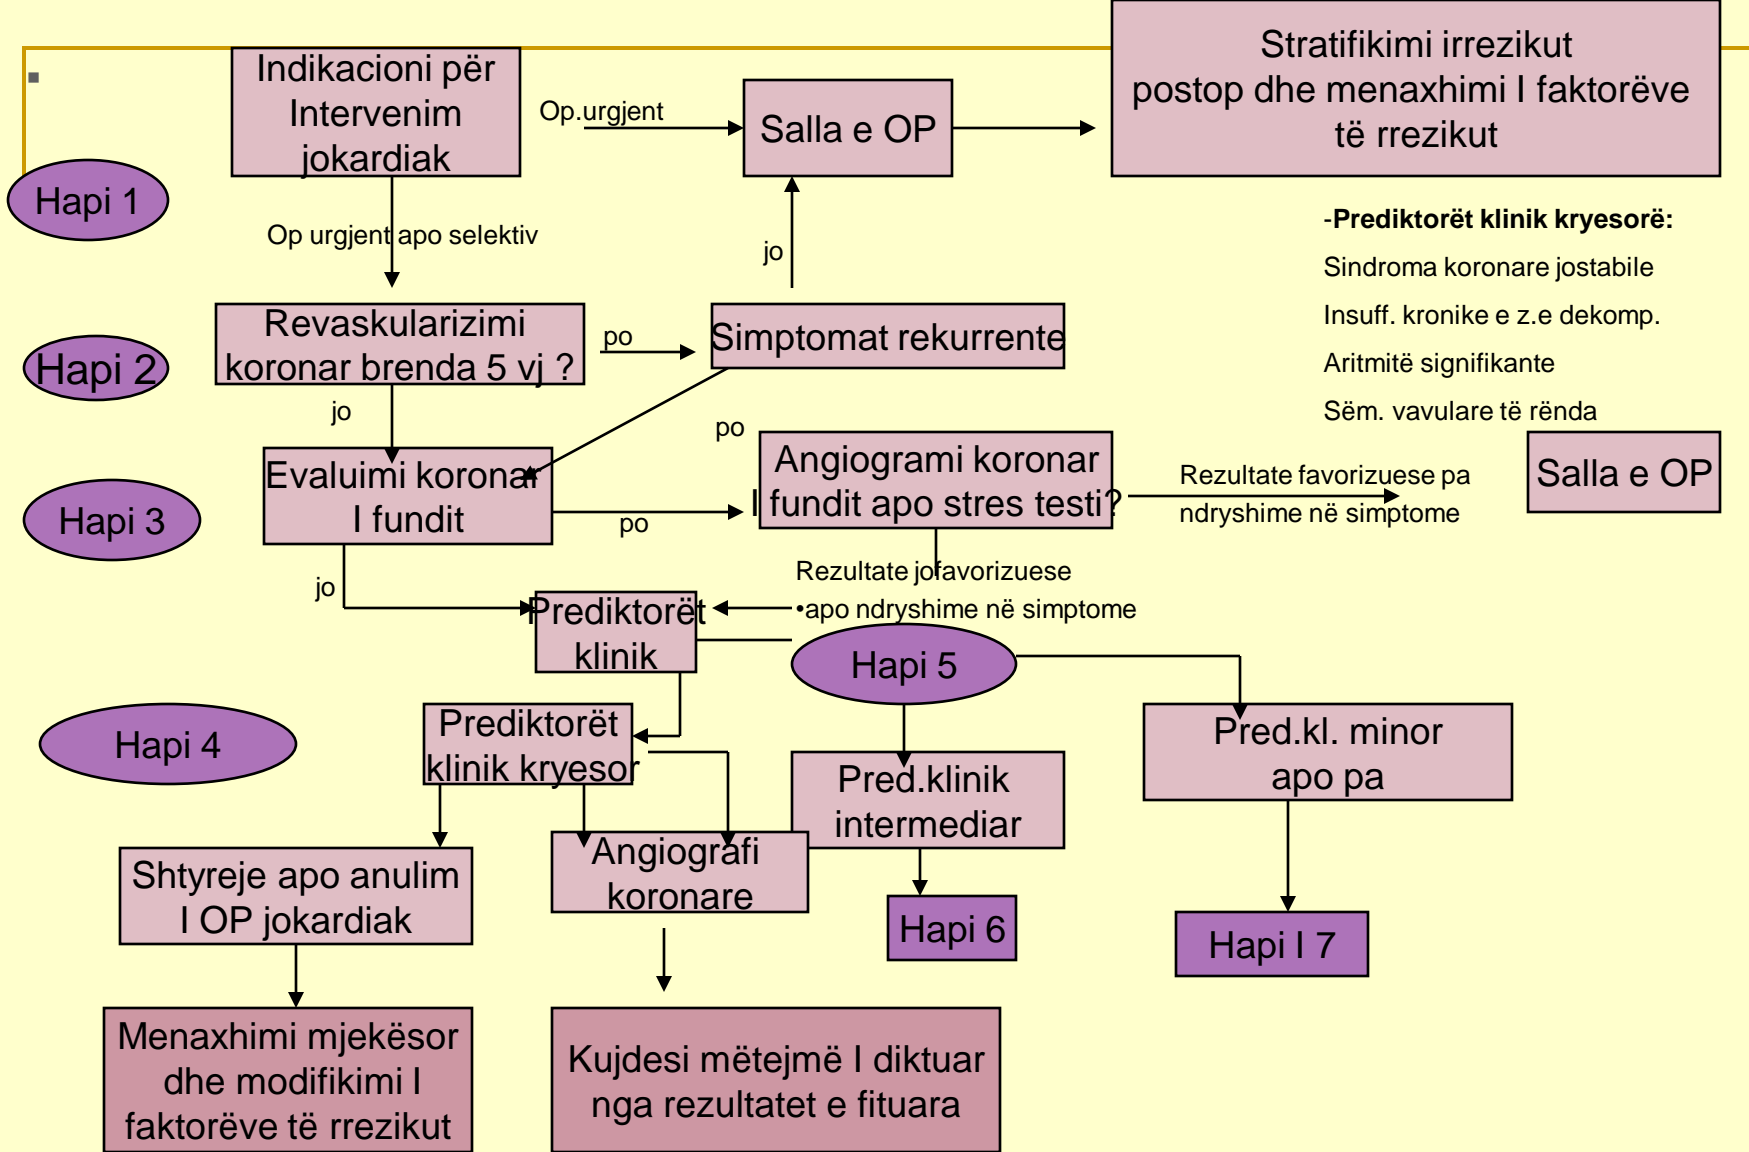 Indikacioni për
Intervenim
jokardiak
Op.urgjent
Salla e OP
Stratifikimi irrezikut
postop dhe menaxhimi I faktorëve
të rrezikut
Hapi 1
Op urgjent apo selektiv
jo
-Prediktorët klinik kryesorë:
Sindroma koronare jostabile
Insuff. kronike e z.e dekomp.
Aritmitë signifikante
Sëm. vavulare të rënda
Hapi 2
Revaskularizimi
koronar brenda 5 vj ?
po
Simptomat rekurrente
jo
po
Hapi 3
Evaluimi koronar
I fundit
po
Angiogrami koronar
I fundit apo stres testi?
Rezultate favorizuese pa
ndryshime në simptome
Salla e OP
jo
Rezultate jofavorizuese
•apo ndryshime në simptome
Prediktorët
klinik
Hapi 5
Hapi 4
Prediktorët
klinik kryesor
Pred.klinik
intermediar
Pred.kl. minor
apo pa
Shtyreje apo anulim
I OP jokardiak
Angiografi
koronare
Hapi 6
Hapi I 7
Menaxhimi mjekësor
dhe modifikimi I
faktorëve të rrezikut
Kujdesi mëtejmë I diktuar
nga rezultatet e fituara